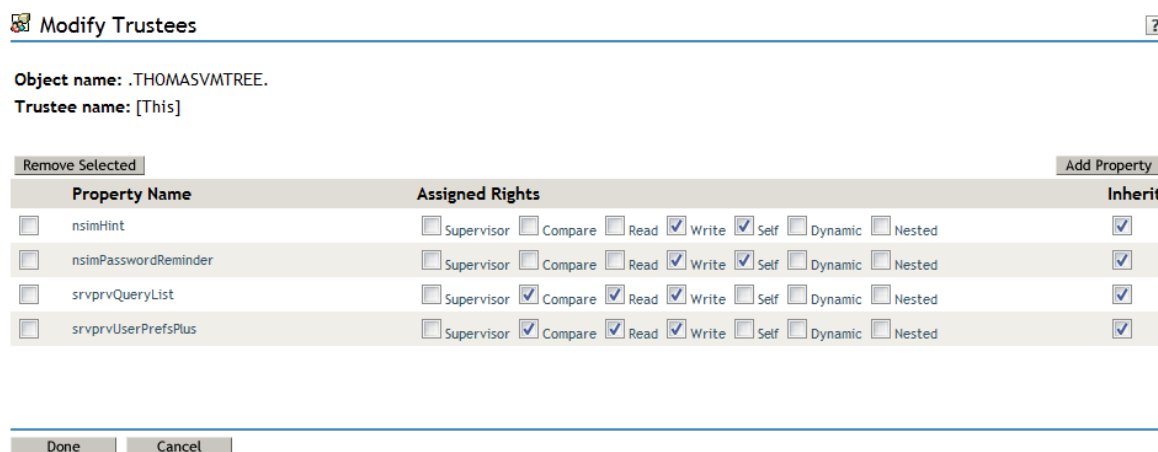 Modify Trustees ?
Object name: .THOMASVMTREE.
Trustee name: [This]
Remove Selected Add Property
Property Name Assigned Rights Inherit
nsimHint Supervisor Compare Read Write Self Dynamic Nested
nsimPasswordReminder Supervisor Compare Read Write Self Dynamic Nested
srvprvQueryList Supervisor Compare Read Write Self Dynamic Nested
srvprvUserPrefsPlus Supervisor Compare Read Write Self Dynamic Nested
Done Cancel